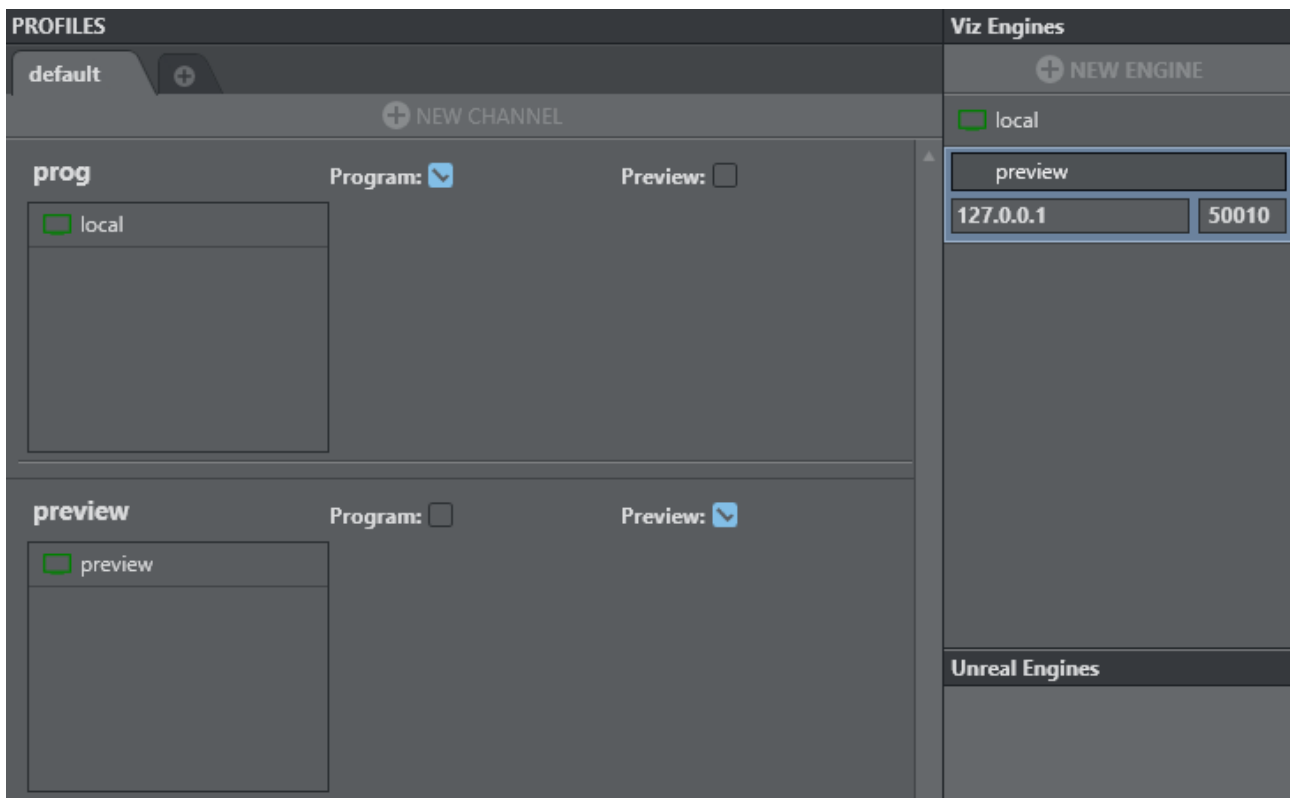 PROFILES
default
NEW CHANNEL
prog
Program:
Preview:
local
preview
Program:
Preview:
preview
Viz Engines
NEW ENGINE
local
preview
127.0.0.1
50010
Unreal Engines